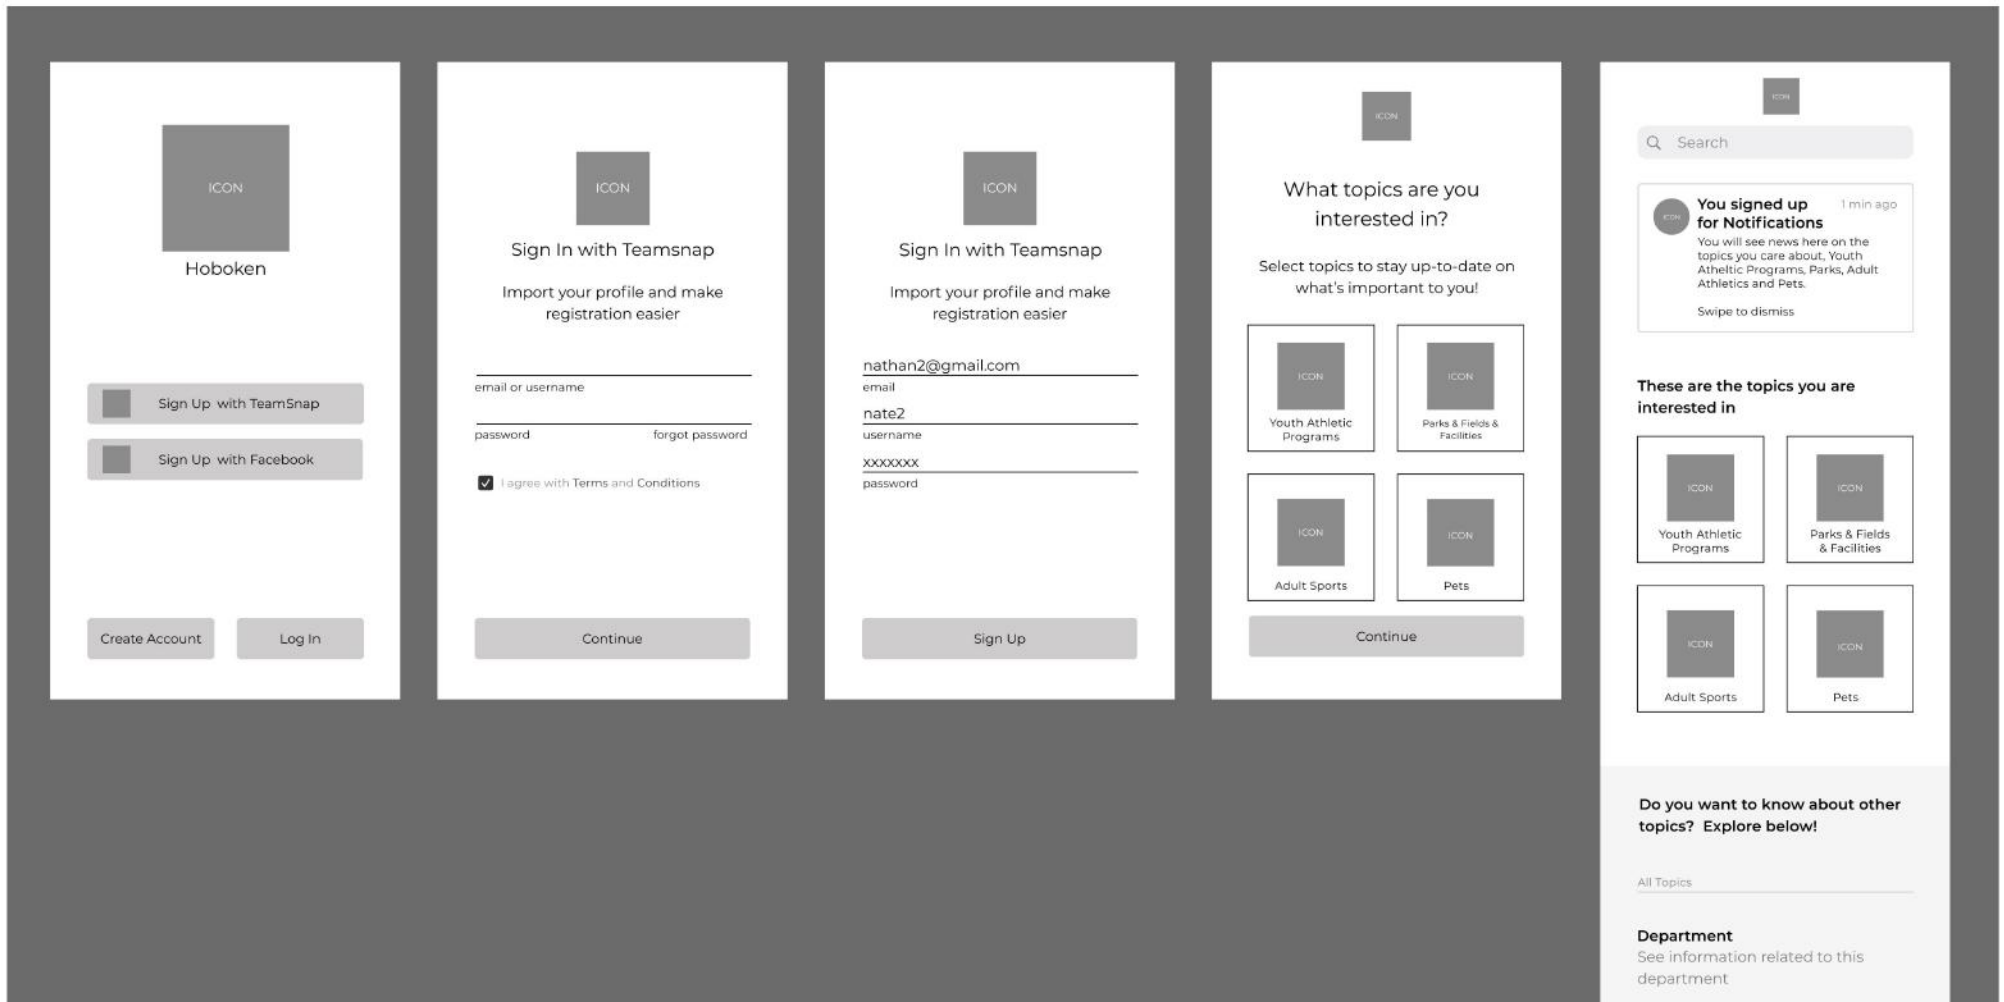 ICON
Hoboken
Sign Up with TeamSnap
Sign Up with Facebook
Create Account
Log In
ICON
Sign In with Teamsnap
Import your profile and make
registration easier
email or username
password
forgot password
I agree with Terms and Conditions
Continue
ICON
Sign In with Teamsnap
Import your profile and make
registration easier
nathan2@gmail.com
email
nate2
username
xxxxxxx
password
Sign Up
ICON
What topics are you
interested in?
Select topics to stay up-to-date on
what's important to you!
ICON
Youth Athletic
Programs
ICON
Parks & Fields &
Facilities
ICON
Adult Sports
ICON
Pets
Continue
ICON
Search
ICON
You signed up
for Notifications
1 min ago
You will see news here on the
topics you care about, Youth
Atheltic Programs, Parks, Adult
Athletics and Pets.
Swipe to dismiss
These are the topics you are
interested in
ICON
Youth Athletic
Programs
ICON
Parks & Fields
& Facilities
ICON
Adult Sports
ICON
Pets
Do you want to know about other
topics? Explore below!
All Topics
Department
See information related to this
department